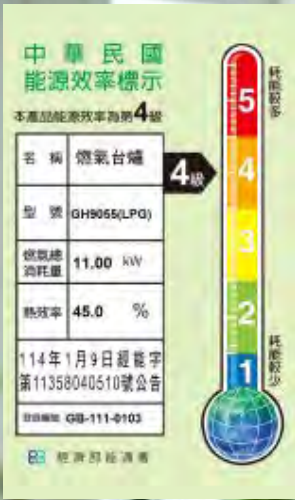 中華民國
能源效率標示
本產品能源效率為第4級
名稱 燃氣台爐
型號 GH9055(LPG)
燃氣總消耗量 11.00 kW
熱效率 45.0 %
114年1月9日經能字
第11358040510號公告
登錄編號 GB-111-0103
經濟部能源署
4級
耗能較多
5
4
3
2
1
耗能較少